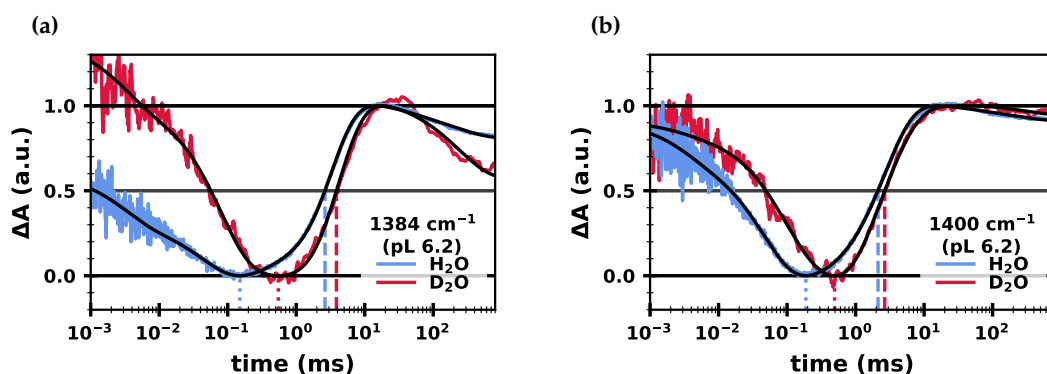 (a)
ΔA (a.u.)
1.0
0.5
0.0
1384 cm⁻¹
(pL 6.2)
H₂O
D₂O
10⁻³ 10⁻² 10⁻¹ 10⁰ 10¹ 10²
time (ms)
(b)
ΔA (a.u.)
1.0
0.5
0.0
1400 cm⁻¹
(pL 6.2)
H₂O
D₂O
10⁻³ 10⁻² 10⁻¹ 10⁰ 10¹ 10²
time (ms)